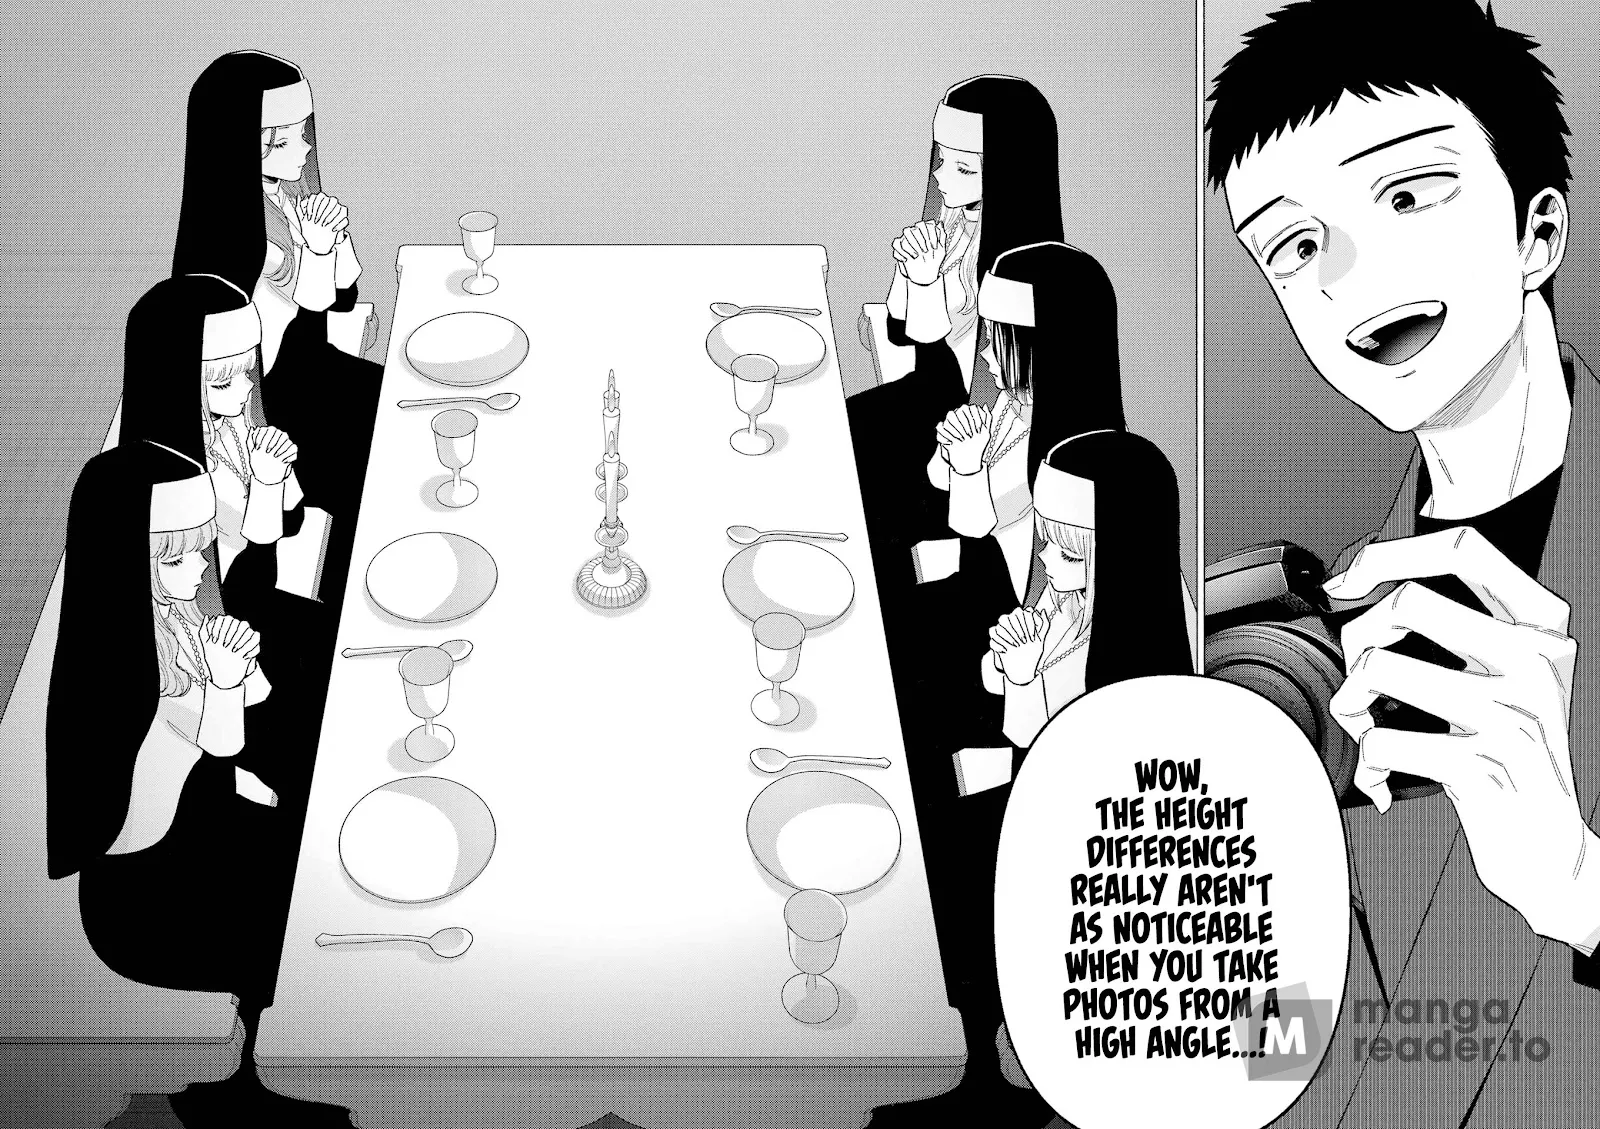 WOW,
THE HEIGHT
DIFFERENCES
REALLY AREN'T
AS NOTICEABLE
WHEN YOU TAKE
PHOTOS FROM A
HIGH ANGLE...!
M
manga
reader.to